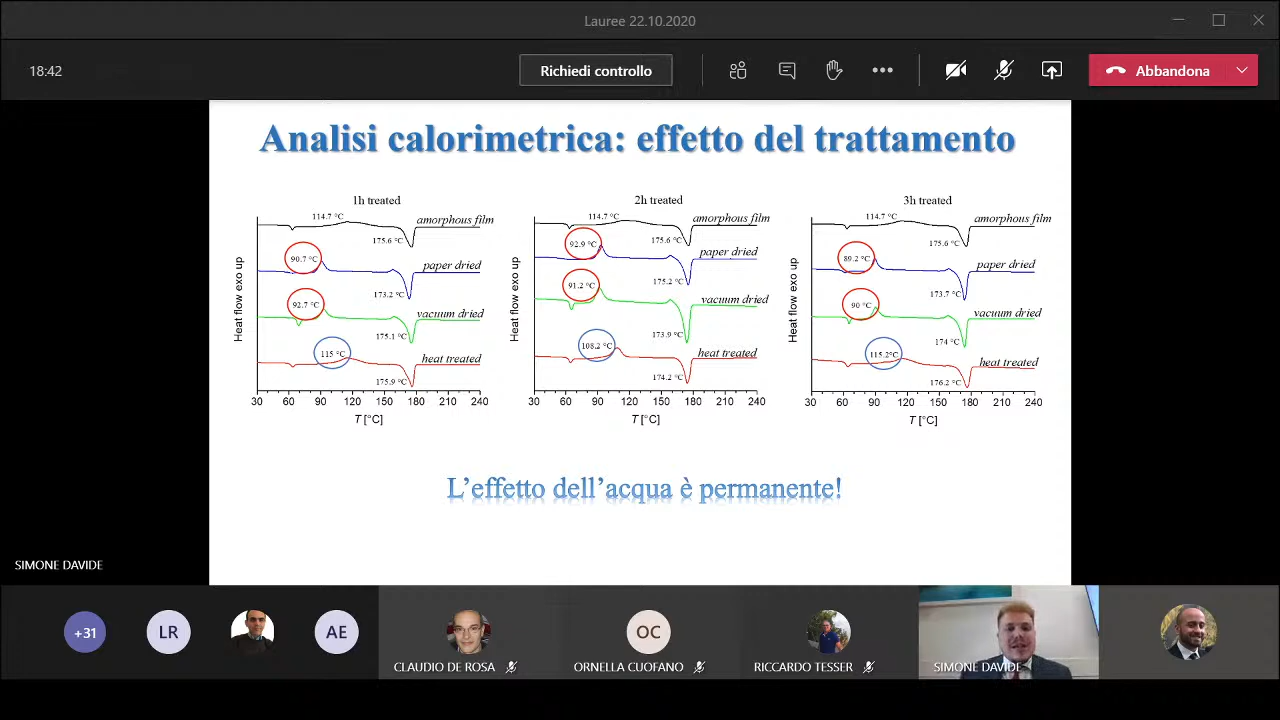 Lauree 22.10.2020
18:42
Richiedi controllo
Abbandona
Analisi calorimetrica: effetto del trattamento
1h treated
114.7 °C
amorphous film
175.6 °C
90.7 °C
paper dried
173.2 °C
92.7 °C
vacuum dried
175.1 °C
115 °C
heat treated
175.9 °C
Heat flow exo up
30 60 90 120 150 180 210 240
T [°C]
2h treated
114.7 °C
amorphous film
175.6 °C
92.9 °C
paper dried
175.2 °C
91.2 °C
vacuum dried
173.9 °C
108.2 °C
heat treated
174.2 °C
Heat flow exo up
30 60 90 120 150 180 210 240
T [°C]
3h treated
114.7 °C
amorphous film
175.6 °C
89.2 °C
paper dried
173.7 °C
90 °C
vacuum dried
174 °C
115.2°C
heat treated
176.2 °C
Heat flow exo up
30 60 90 120 150 180 210 240
T [°C]
L’effetto dell’acqua è permanente!
SIMONE DAVIDE
+31
LR
AE
CLAUDIO DE ROSA
OC
ORNELLA CUOFANO
RICCARDO TESSER
SIMONE DAVIDE